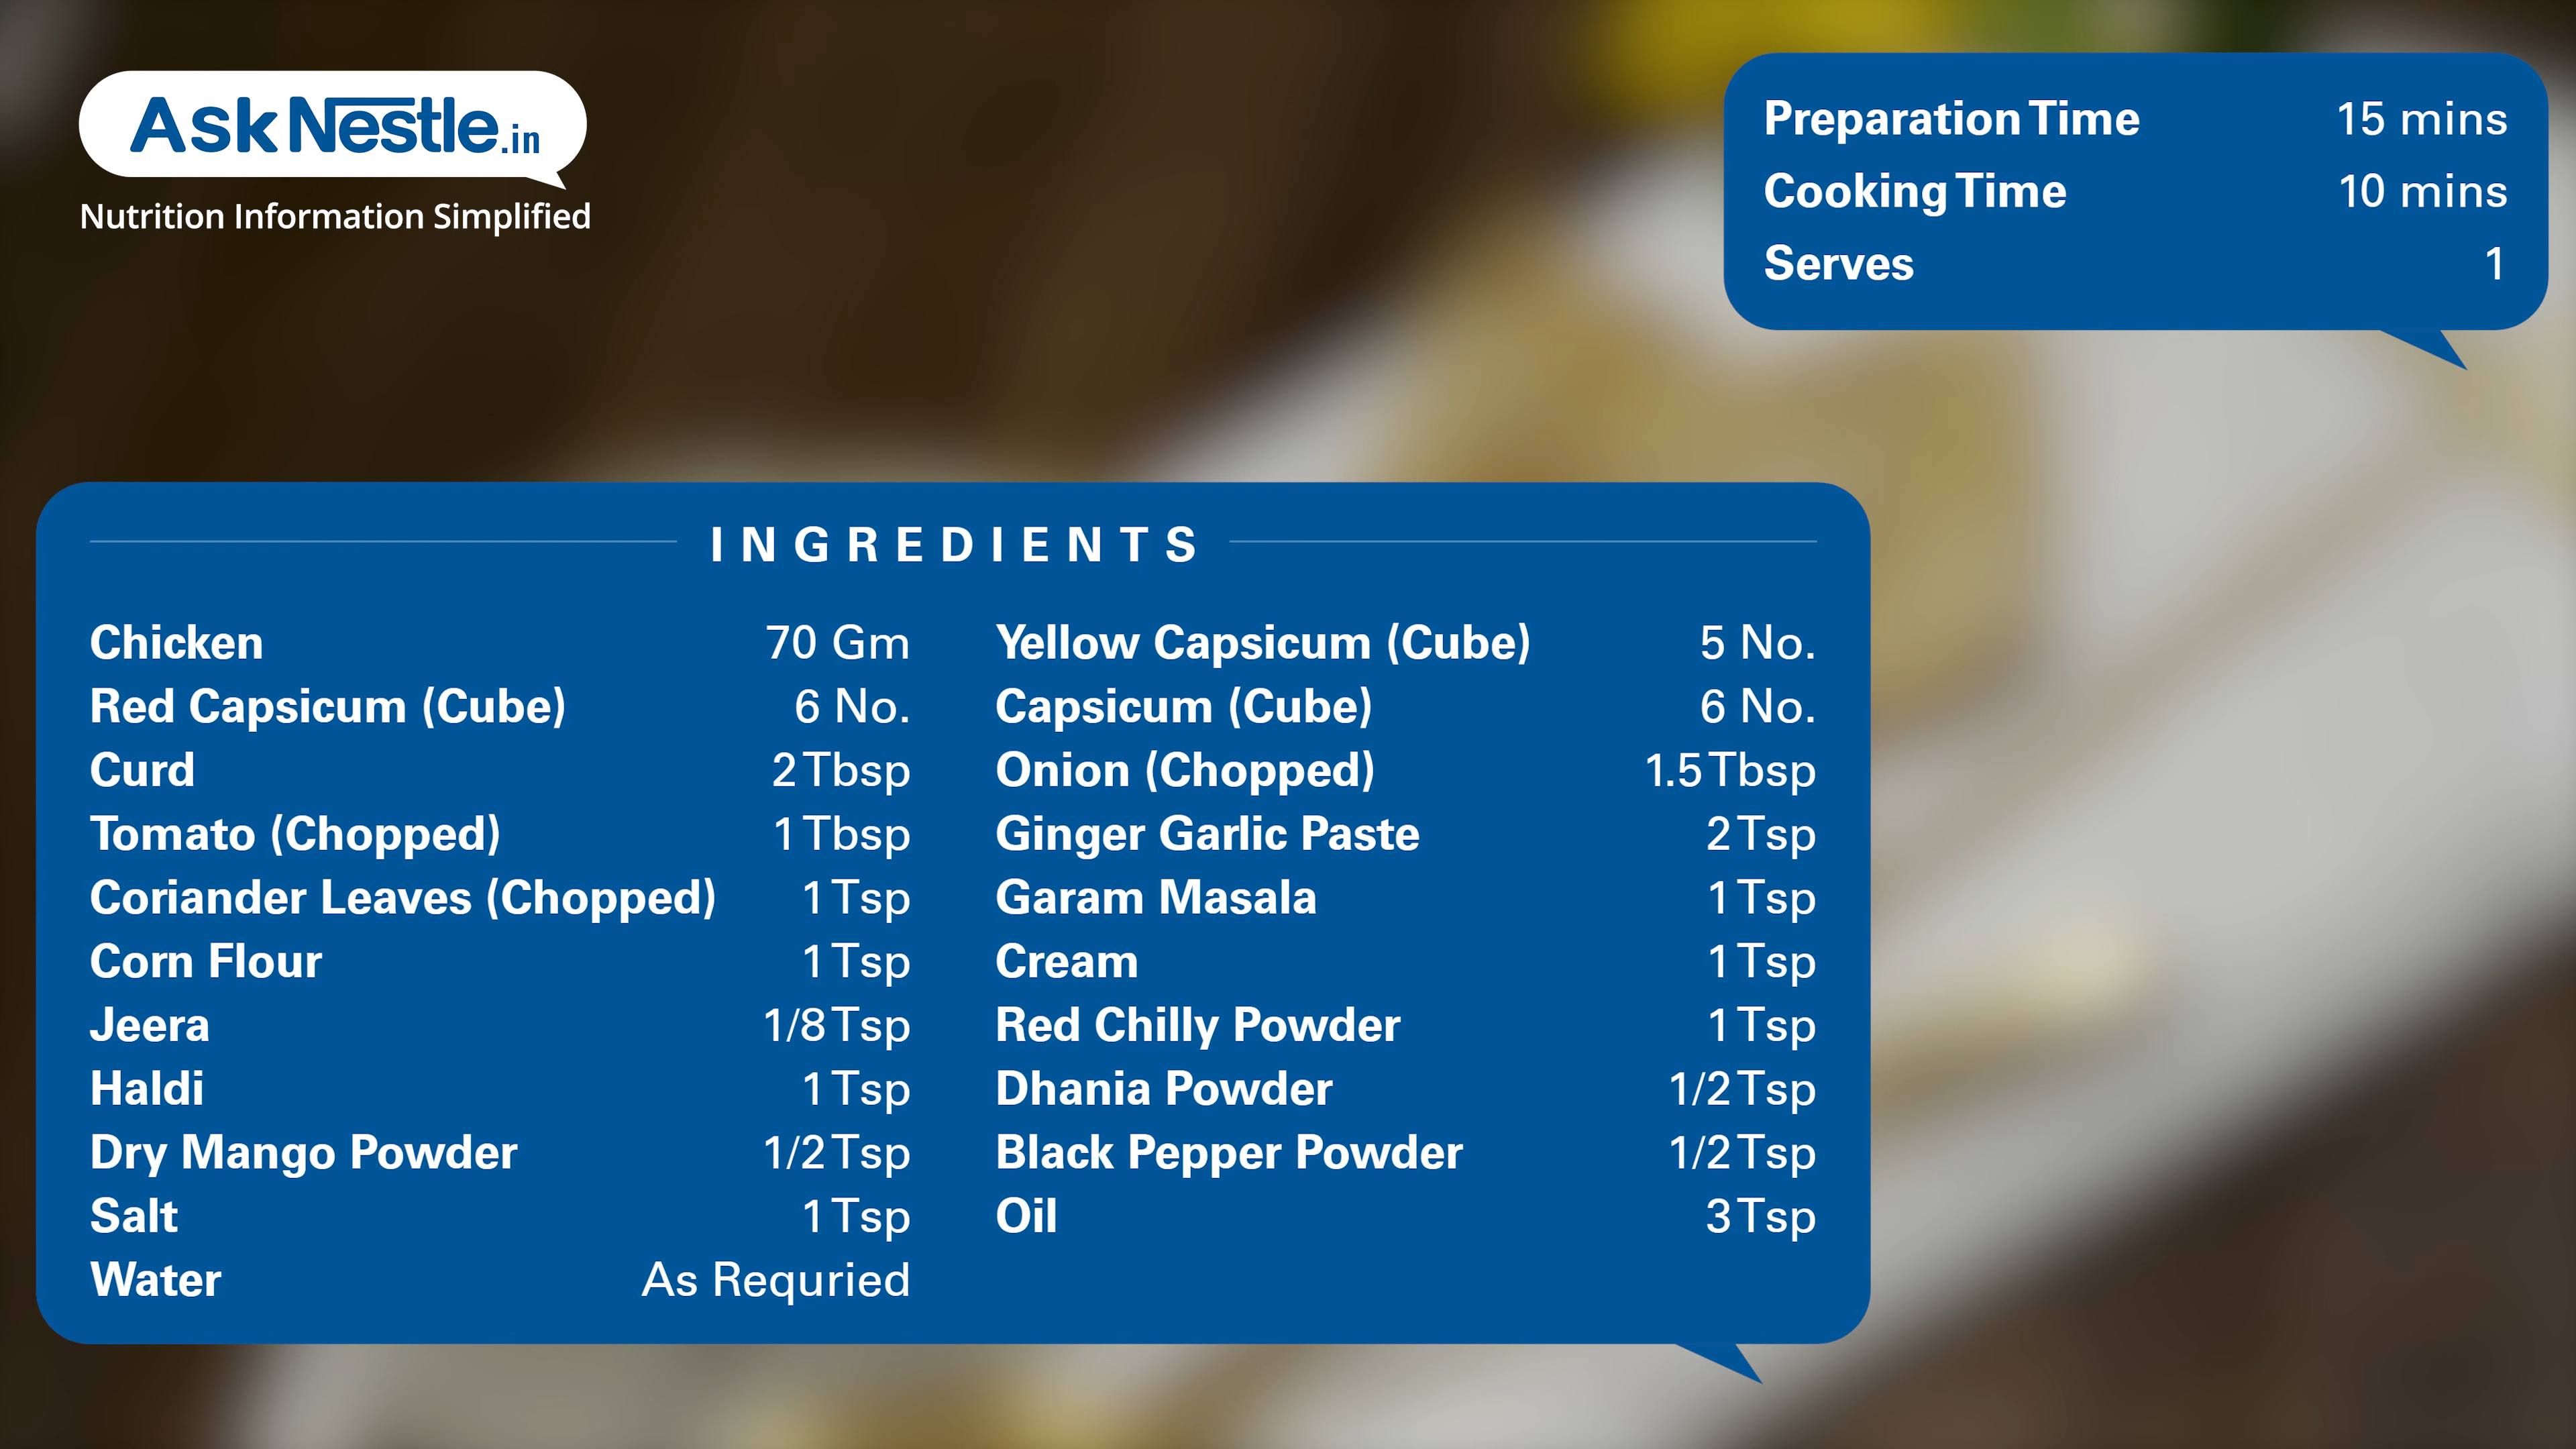 AskNestle.in
Nutrition Information Simplified
Preparation Time 15 mins
Cooking Time 10 mins
Serves 1
INGREDIENTS
Chicken 70 Gm
Red Capsicum (Cube) 6 No.
Curd 2 Tbsp
Tomato (Chopped) 1 Tbsp
Coriander Leaves (Chopped) 1 Tsp
Corn Flour 1 Tsp
Jeera 1/8 Tsp
Haldi 1 Tsp
Dry Mango Powder 1/2 Tsp
Salt 1 Tsp
Water As Requried
Yellow Capsicum (Cube) 5 No.
Capsicum (Cube) 6 No.
Onion (Chopped) 1.5 Tbsp
Ginger Garlic Paste 2 Tsp
Garam Masala 1 Tsp
Cream 1 Tsp
Red Chilly Powder 1 Tsp
Dhania Powder 1/2 Tsp
Black Pepper Powder 1/2 Tsp
Oil 3 Tsp